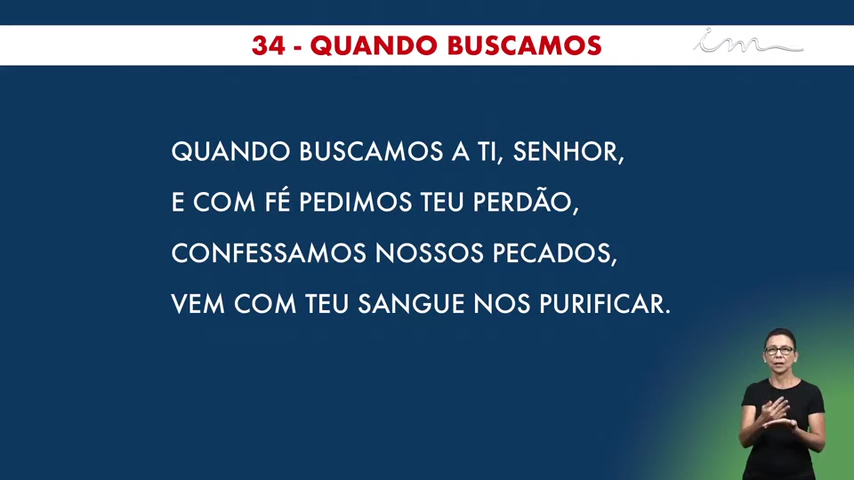 34 - QUANDO BUSCAMOS
im
QUANDO BUSCAMOS A TI, SENHOR,
E COM FÉ PEDIMOS TEU PERDÃO,
CONFESSAMOS NOSSOS PECADOS,
VEM COM TEU SANGUE NOS PURIFICAR.